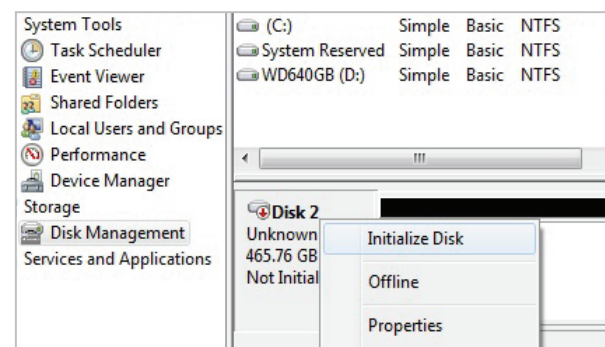 System Tools
Task Scheduler
Event Viewer
Shared Folders
Local Users and Groups
Performance
Device Manager
Storage
Disk Management
Services and Applications
(C:) Simple Basic NTFS
System Reserved Simple Basic NTFS
WD640GB (D:) Simple Basic NTFS
Disk 2
Unknown
465.76 GB
Not Initial
Initialize Disk
Offline
Properties